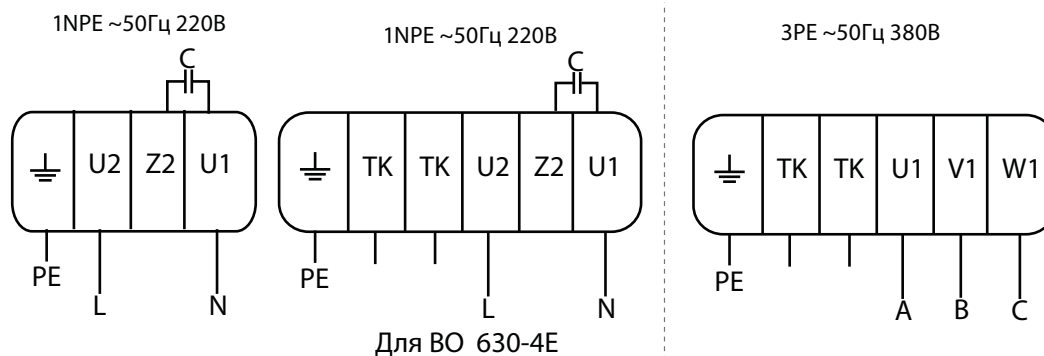 1NPE ~50Гц 220В
C
U2 Z2 U1
PE
L
N
1NPE ~50Гц 220В
C
TK TK U2 Z2 U1
PE
L
N
Для ВО 630-4Е
3PE ~50Гц 380В
TK TK U1 V1 W1
PE
A
B
C